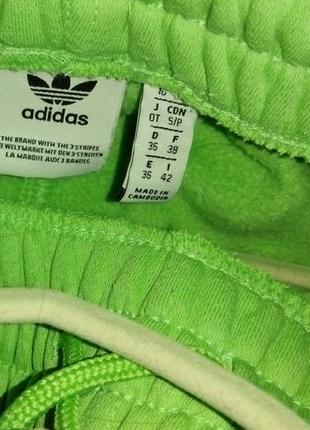 adidas
THE BRAND WITH THE 3 STRIPES
WELTMARKE MIT DEN 3 STREIFEN
LA MARQUE AUX 3 BANDES
J CDN
OT S/P
D F
36 38
E I
36 42
MADE IN
CAMBODIA